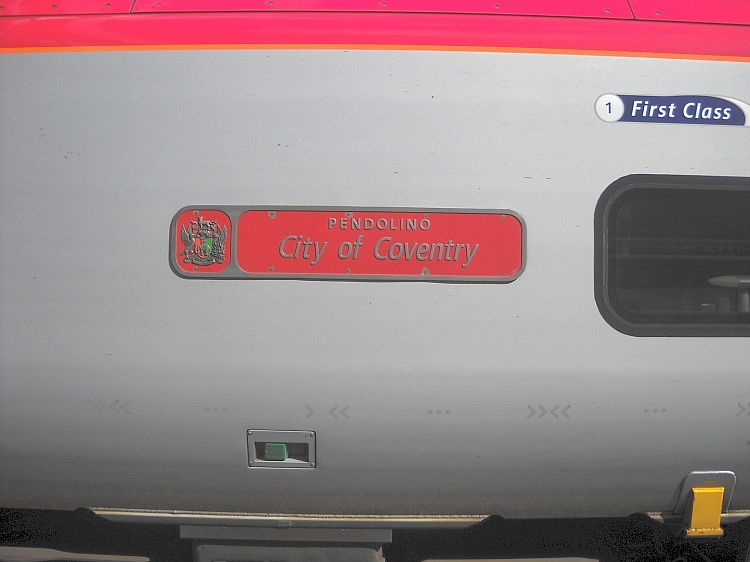 1 First Class
PENDOLINO
City of Coventry